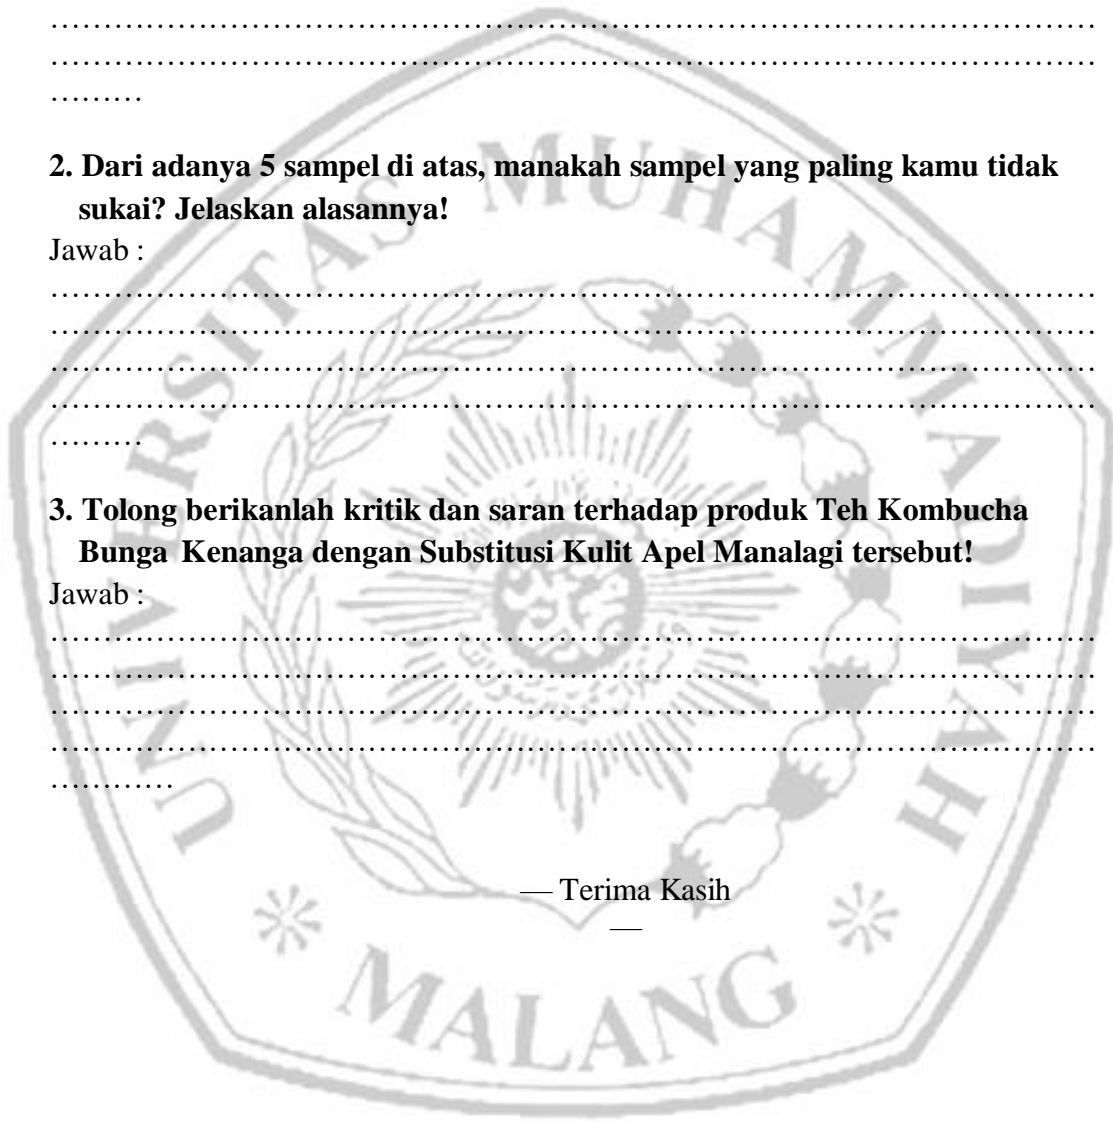 ……………………………………………………………………………………………
……………………………………………………………………………………………
………
2. Dari adanya 5 sampel di atas, manakah sampel yang paling kamu tidak
sukai? Jelaskan alasannya!
Jawab :
……………………………………………………………………………………………
……………………………………………………………………………………………
……………………………………………………………………………………………
……………………………………………………………………………………………
………
3. Tolong berikanlah kritik dan saran terhadap produk Teh Kombucha
Bunga Kenanga dengan Substitusi Kulit Apel Manalagi tersebut!
Jawab :
……………………………………………………………………………………………
……………………………………………………………………………………………
……………………………………………………………………………………………
……………………………………………………………………………………………
…………
— Terima Kasih
—
UNIVERSITAS MUHAMMADIYAH
* MALANG *